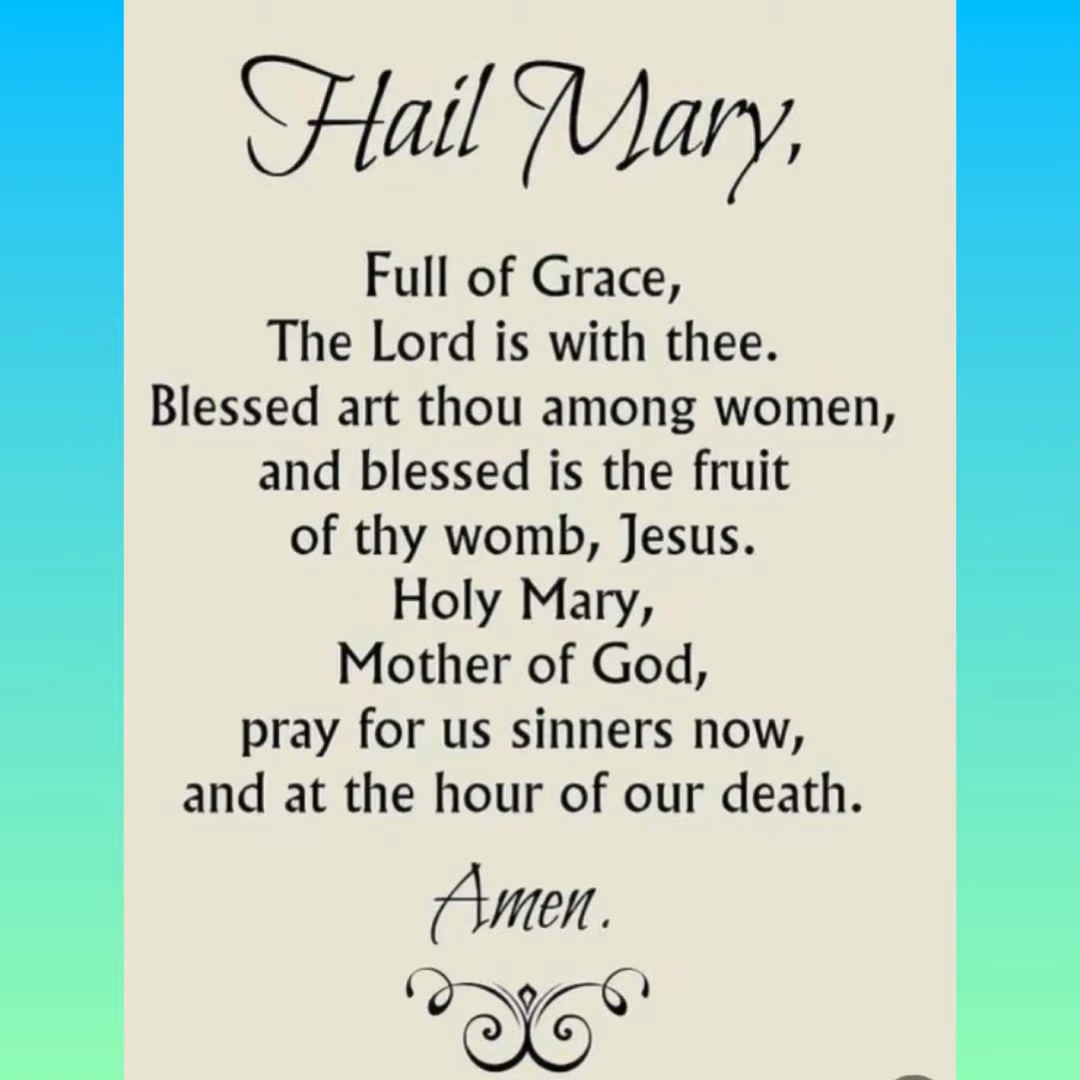 Hail Mary,
Full of Grace,
The Lord is with thee.
Blessed art thou among women,
and blessed is the fruit
of thy womb, Jesus.
Holy Mary,
Mother of God,
pray for us sinners now,
and at the hour of our death.
Amen.